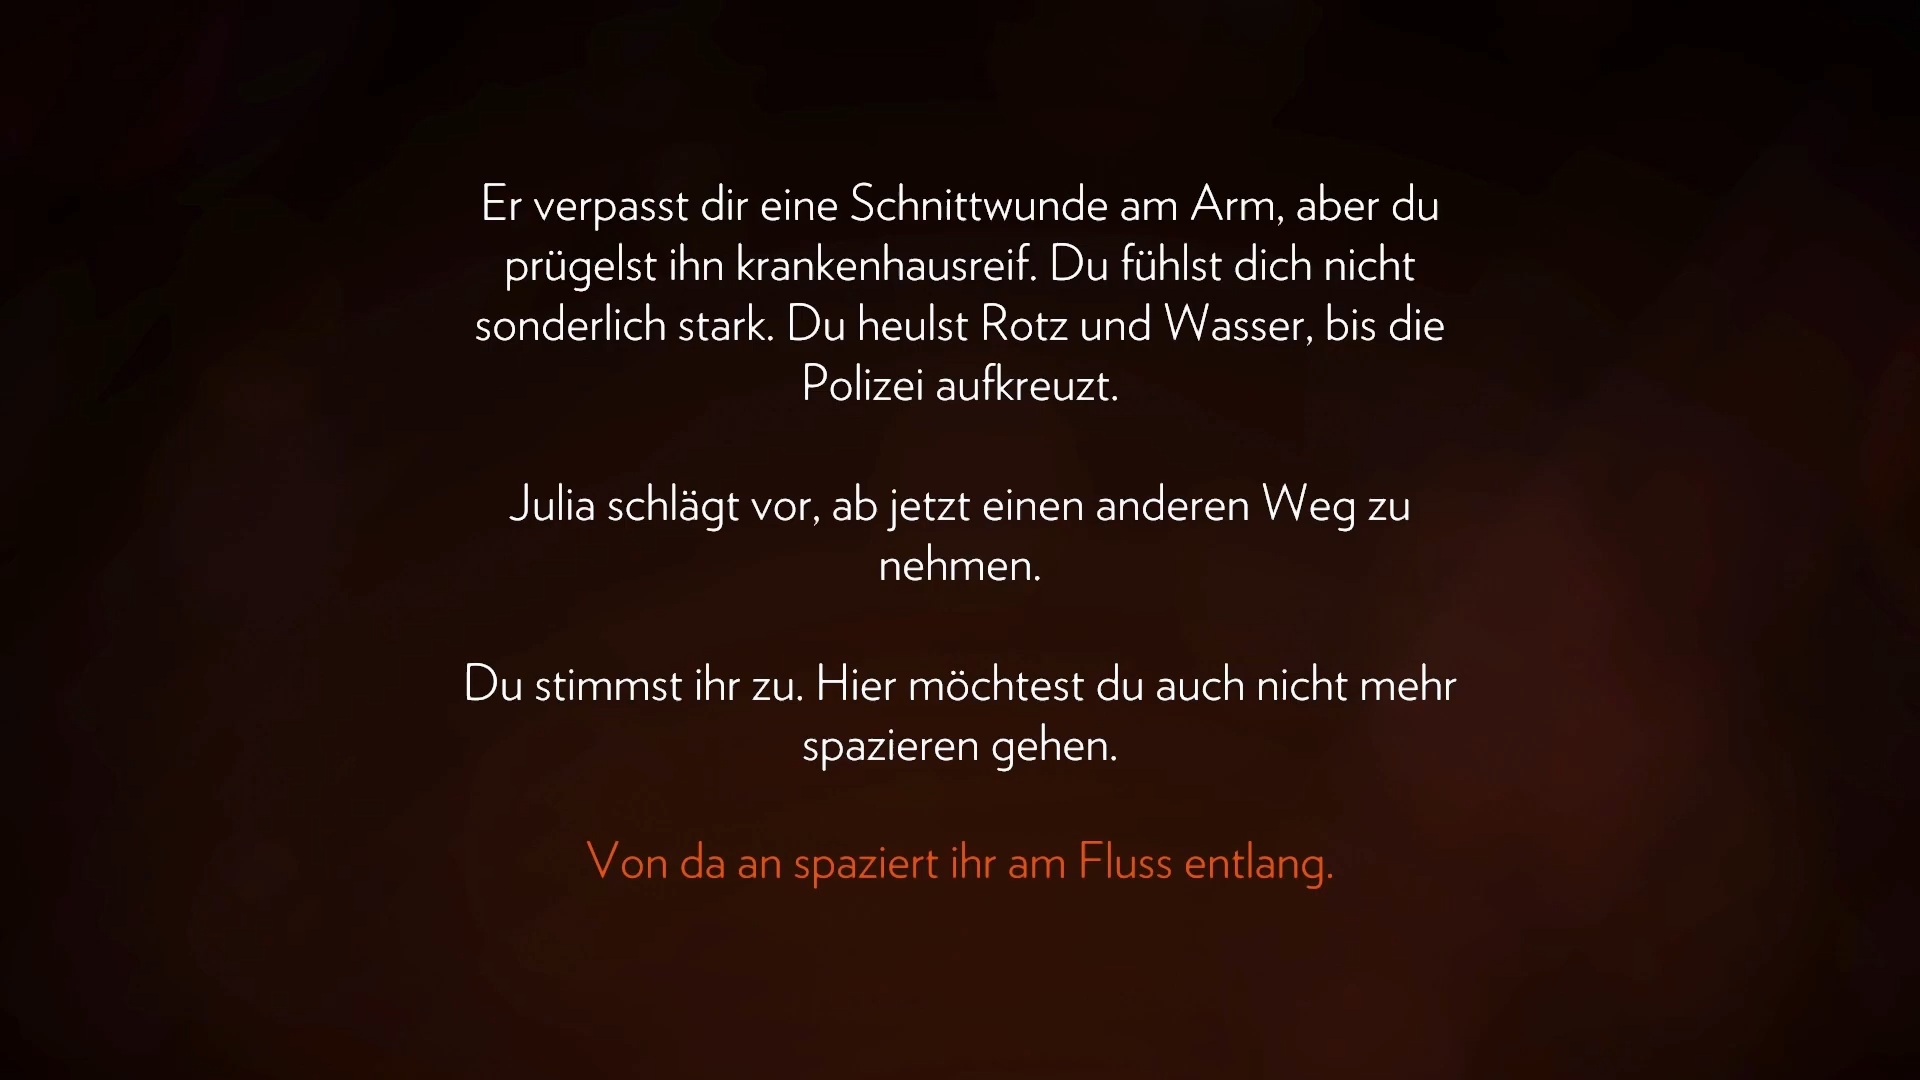 Er verpasst dir eine Schnittwunde am Arm, aber du
prügelst ihn krankenhausreif. Du fühlst dich nicht
sonderlich stark. Du heulst Rotz und Wasser, bis die
Polizei aufkreuzt.
Julia schlägt vor, ab jetzt einen anderen Weg zu
nehmen.
Du stimmst ihr zu. Hier möchtest du auch nicht mehr
spazieren gehen.
Von da an spaziert ihr am Fluss entlang.